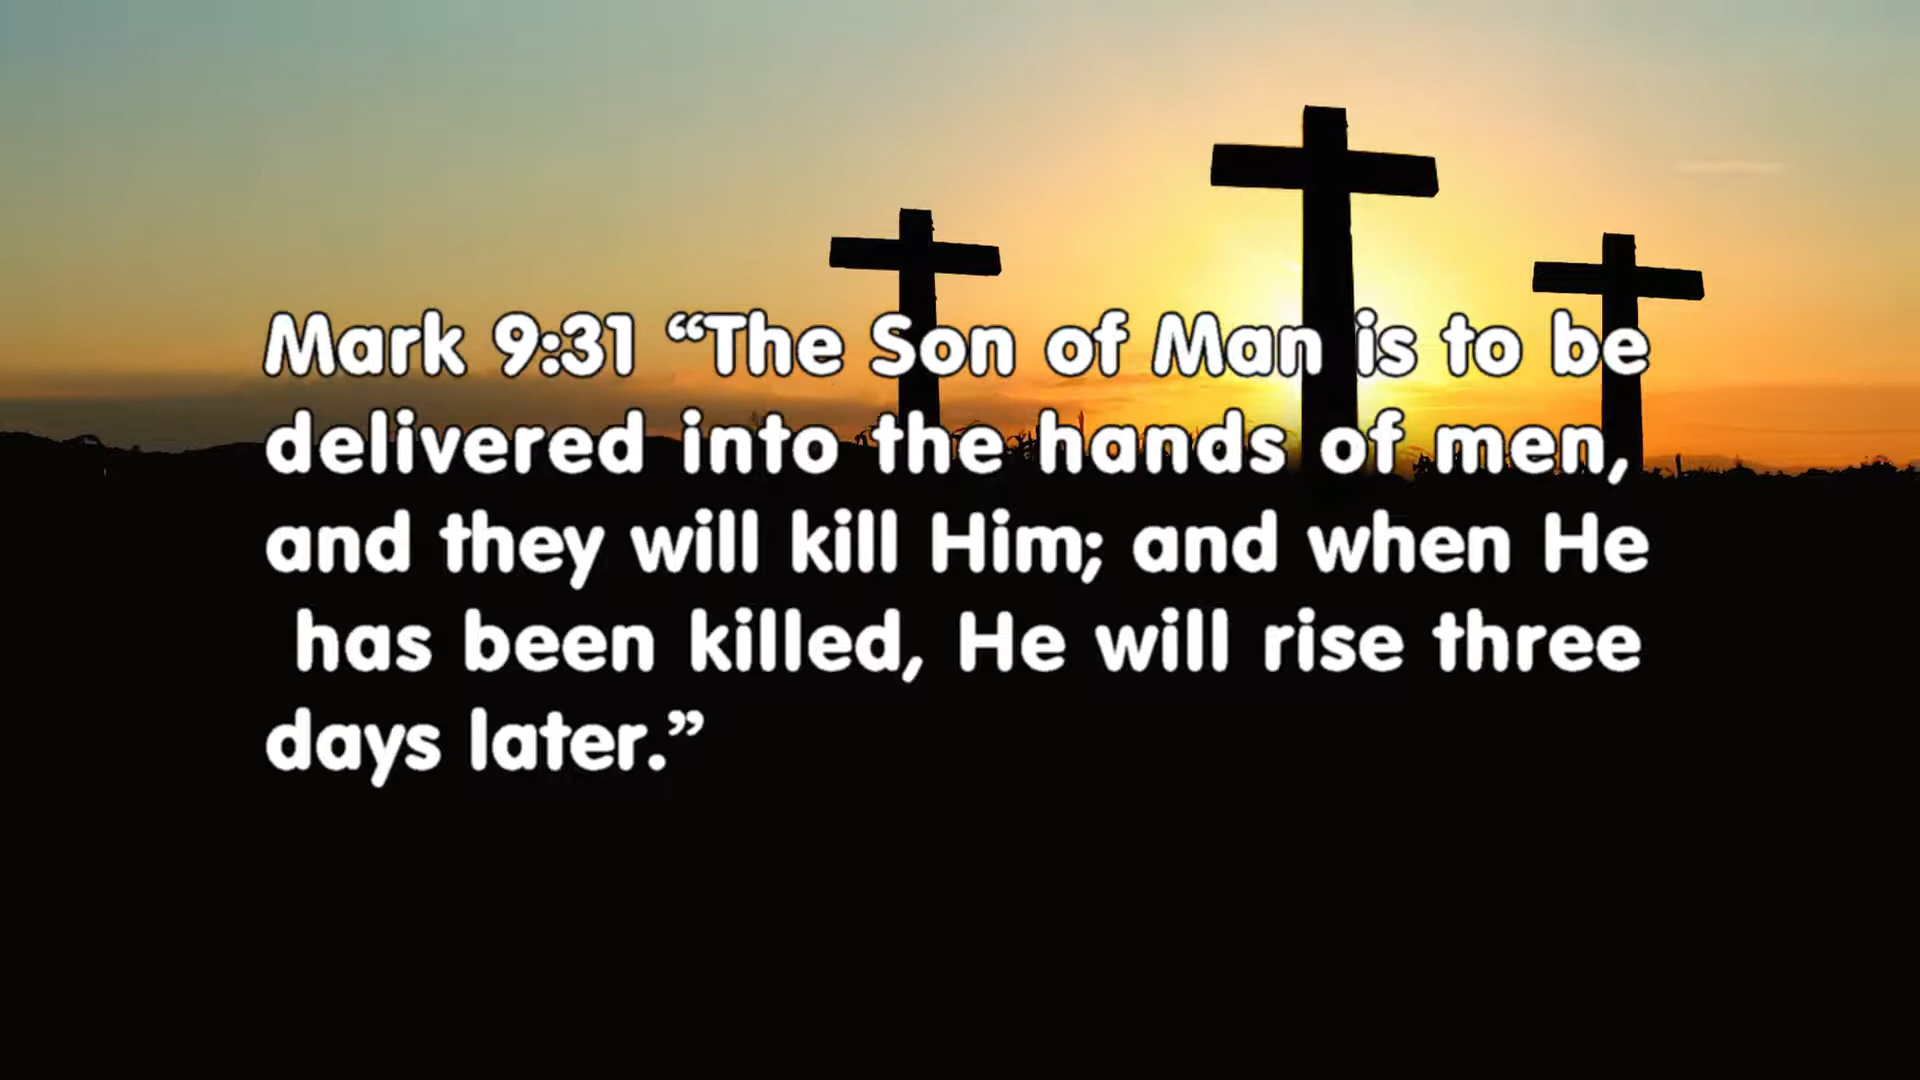 Mark 9:31 “The Son of Man is to be
delivered into the hands of men,
and they will kill Him; and when He
has been killed, He will rise three
days later.”